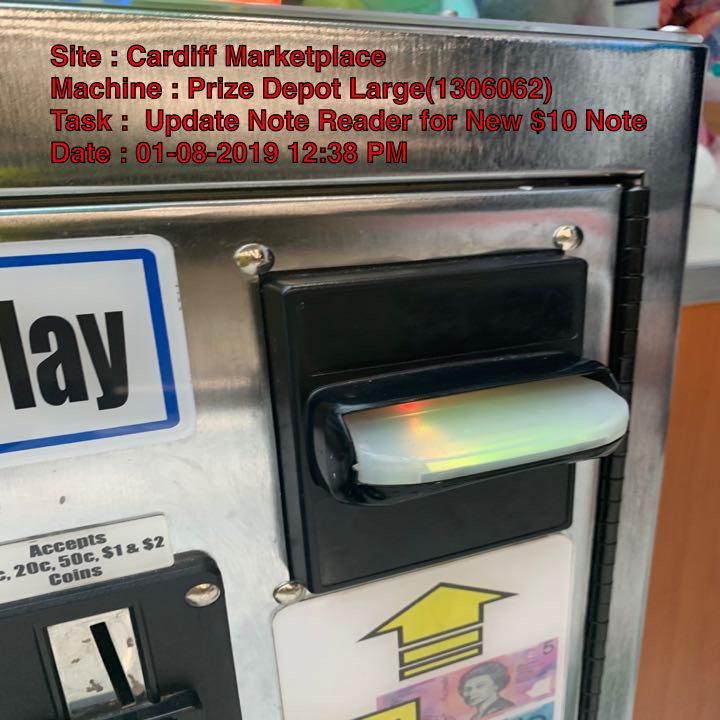 Site : Cardiff Marketplace
Machine : Prize Depot Large(1306062)
Task :  Update Note Reader for New $10 Note
Date : 01-08-2019 12:38 PM
lay
Accepts
c, 20c, 50c, $1 & $2
Coins
5